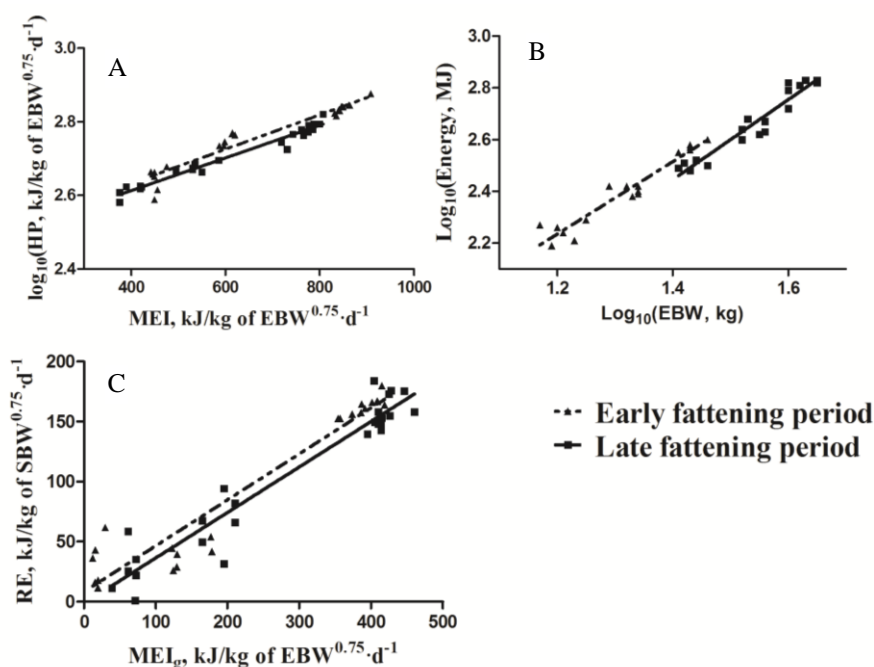 A
log₁₀(HP, kJ/kg of EBW⁰·⁷⁵·d⁻¹)
3.0
2.8
2.6
2.4
400
600
800
1000
MEI, kJ/kg of EBW⁰·⁷⁵·d⁻¹
B
Log₁₀(Energy, MJ)
3.0
2.8
2.6
2.4
2.2
1.2
1.4
1.6
Log₁₀(EBW, kg)
C
RE, kJ/kg of SBW⁰·⁷⁵·d⁻¹
200
150
100
50
0
0
100
200
300
400
500
MEIg, kJ/kg of EBW⁰·⁷⁵·d⁻¹
Early fattening period
Late fattening period